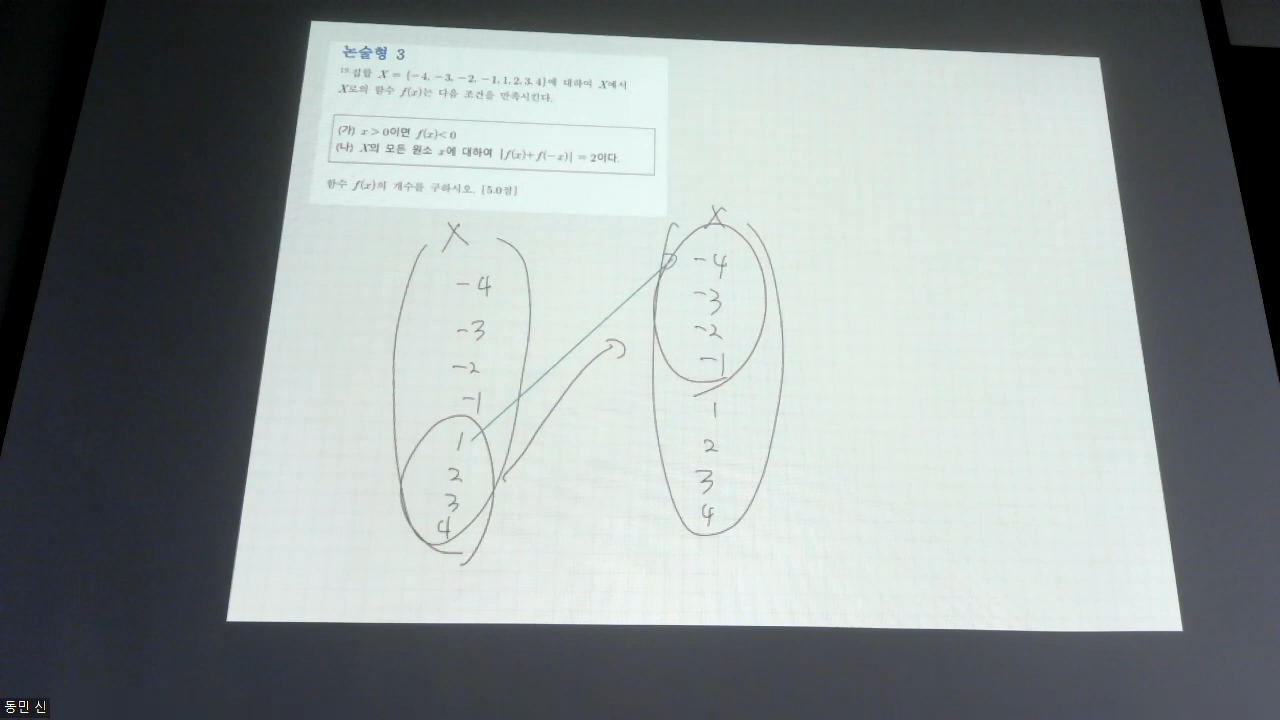 논술형 3
19.집합 X = {-4, -3, -2, -1, 1, 2, 3, 4}에 대하여 X에서
X로의 함수 f(x)는 다음 조건을 만족시킨다.
(가) x > 0이면 f(x) < 0
(나) X의 모든 원소 x에 대하여 |f(x)+f(-x)| = 2이다.
함수 f(x)의 개수를 구하시오. [5.0점]
X
-4
-3
-2
-1
1
2
3
4
X
-4
-3
-2
-1
1
2
3
4
동민 신